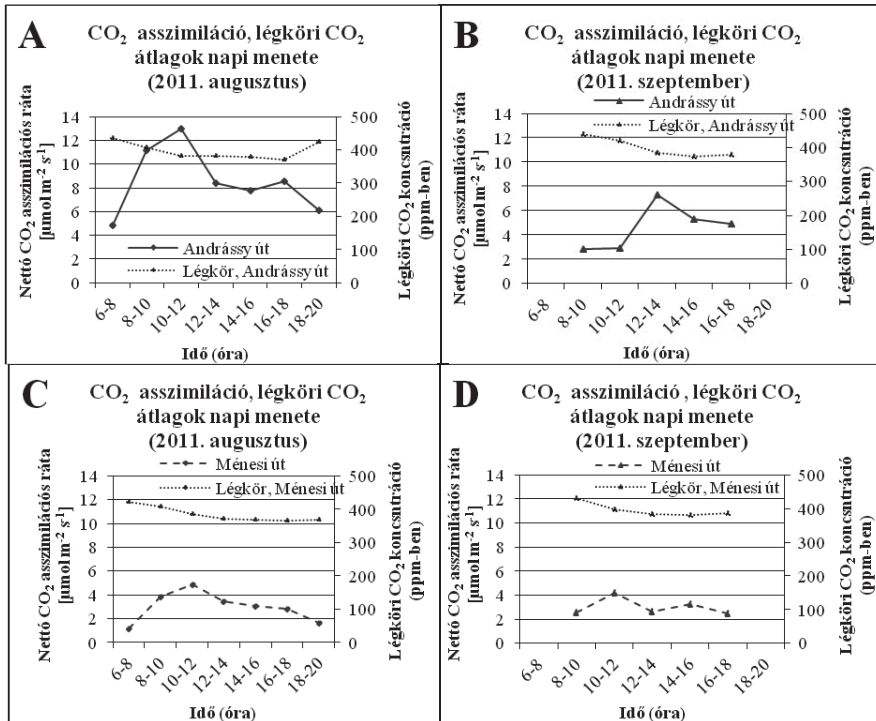 A
CO2 asszimiláció, légköri CO2
átlagok napi menete
(2011. augusztus)
Nettó CO2 asszimilációs ráta
[µmol m-2 s-1]
14
12
10
8
6
4
2
0
Andrássy út
Légkör, Andrássy út
500
400
300
200
100
0
Légköri CO2 koncsntráció
(ppm-ben)
6-8
8-10
10-12
12-14
14-16
16-18
18-20
Idő (óra)
B
CO2 asszimiláció, légköri CO2
átlagok napi menete
(2011. szeptember)
Nettó CO2 asszimilációs ráta
[µmol m-2 s-1]
14
12
10
8
6
4
2
0
Andrássy út
Légkör, Andrássy út
500
400
300
200
100
0
Légköri CO2 koncsntráció
(ppm-ben)
6-8
8-10
10-12
12-14
14-16
16-18
18-20
Idő (óra)
C
CO2 asszimiláció, légköri CO2
átlagok napi menete
(2011. augusztus)
Nettó CO2 asszimilációs ráta
[µmol m-2 s-1]
14
12
10
8
6
4
2
0
Ménesi út
Légkör, Ménesi út
500
400
300
200
100
0
Légköri CO2 koncsntráció
(ppm-ben)
6-8
8-10
10-12
12-14
14-16
16-18
18-20
Idő (óra)
D
CO2 asszimiláció , légköri CO2
átlagok napi menete
(2011. szeptember)
Nettó CO2 asszimilációs ráta
[µmol m-2 s-1]
14
12
10
8
6
4
2
0
Ménesi út
Légkör, Ménesi út
500
400
300
200
100
0
Légköri CO2 koncsntráció
(ppm-ben)
6-8
8-10
10-12
12-14
14-16
16-18
18-20
Idő (óra)